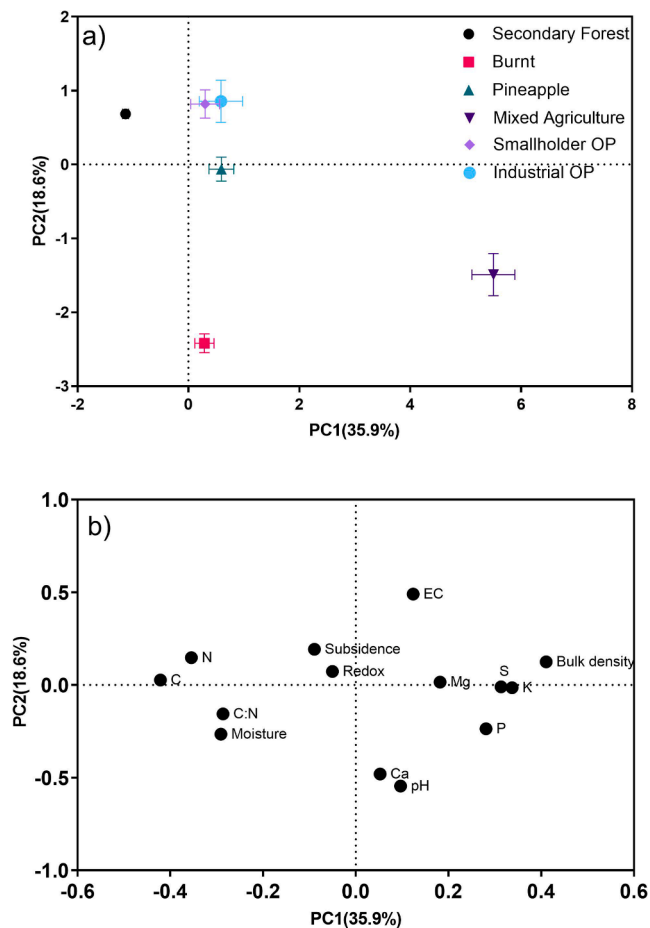 a)
Secondary Forest
Burnt
Pineapple
Mixed Agriculture
Smallholder OP
Industrial OP
2
1
0
-1
-2
-3
PC2(18.6%)
-2 0 2 4 6 8
PC1(35.9%)
b)
1.0
0.5
0.0
-0.5
-1.0
PC2(18.6%)
EC
N
Subsidence
Bulk density
S
Redox
C
Mg
K
C:N
Moisture
P
Ca
pH
-0.6 -0.4 -0.2 0.0 0.2 0.4 0.6
PC1(35.9%)